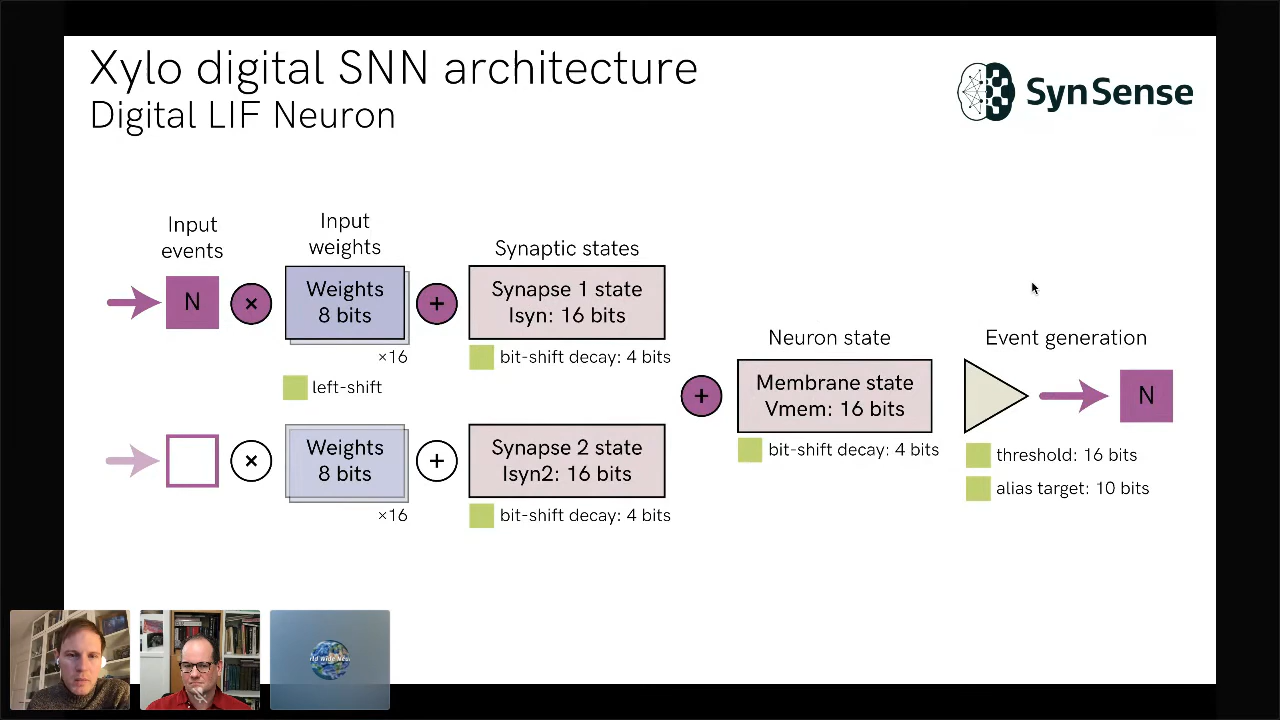 Xylo digital SNN architecture
Digital LIF Neuron
SynSense
Input
events
Input
weights
Synaptic states
N
×
Weights
8 bits
+
Synapse 1 state
Isyn: 16 bits
×16
bit-shift decay: 4 bits
left-shift
×
Weights
8 bits
+
Synapse 2 state
Isyn2: 16 bits
×16
bit-shift decay: 4 bits
+
Neuron state
Membrane state
Vmem: 16 bits
bit-shift decay: 4 bits
Event generation
N
threshold: 16 bits
alias target: 10 bits
rld Wide Neu